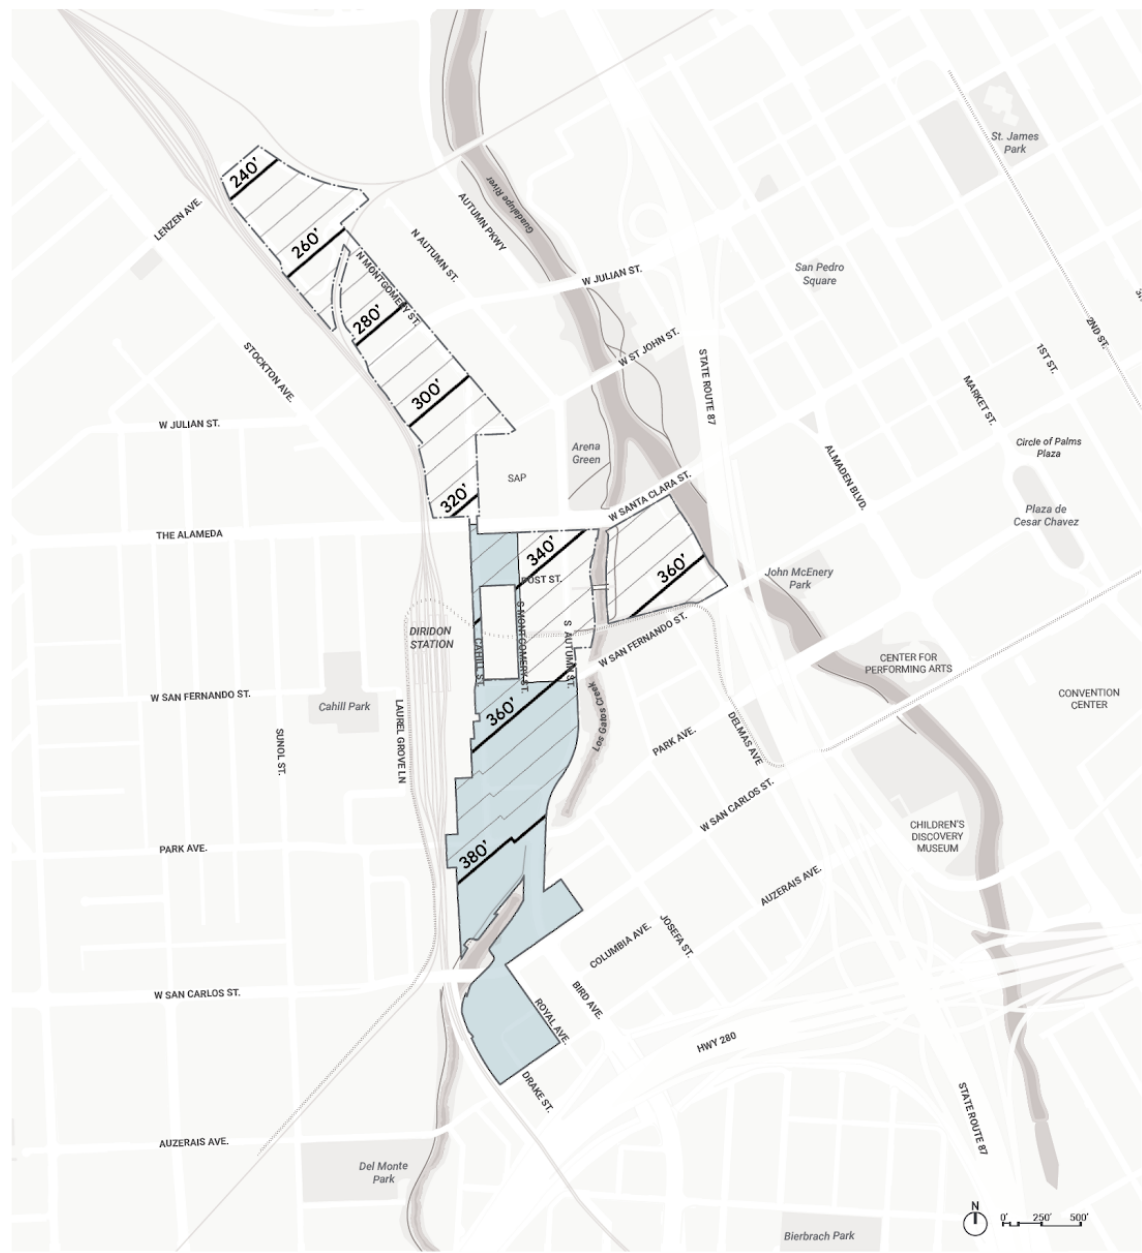 St. James
Park
240'
LENZEN AVE.
Guadalupe River
AUTUMN PKWY
N AUTUMN ST.
260'
N MONTGOMERY ST.
W JULIAN ST.
San Pedro
Square
280'
2ND ST.
1ST ST.
W ST JOHN ST.
STOCKTON AVE.
STATE ROUTE 87
MARKET ST.
300'
W JULIAN ST.
Arena
Green
SAP
ALMADEN BLVD.
Circle of Palms
Plaza
Plaza de
Cesar Chavez
320'
W SANTA CLARA ST.
THE ALAMEDA
340'
POST ST.
360'
John McEnery
Park
DIRIDON
STATION
CAHILL ST.
S MONTGOMERY ST.
S AUTUMN ST.
W SAN FERNANDO ST.
CENTER FOR
PERFORMING ARTS
CONVENTION
CENTER
W SAN FERNANDO ST.
Cahill Park
360'
Los Gatos Creek
LAUREL GROVE LN
SUNOL ST.
PARK AVE.
DELMAS AVE
W SAN CARLOS ST.
PARK AVE.
380'
CHILDREN'S
DISCOVERY
MUSEUM
AUZERAIS AVE.
COLUMBIA AVE.
JOSEFA ST.
W SAN CARLOS ST.
ROYAL AVE.
BIRD AVE.
HWY 280
DRAKE ST.
STATE ROUTE 87
AUZERAIS AVE.
Del Monte
Park
Bierbrach Park
N
0' 250' 500'